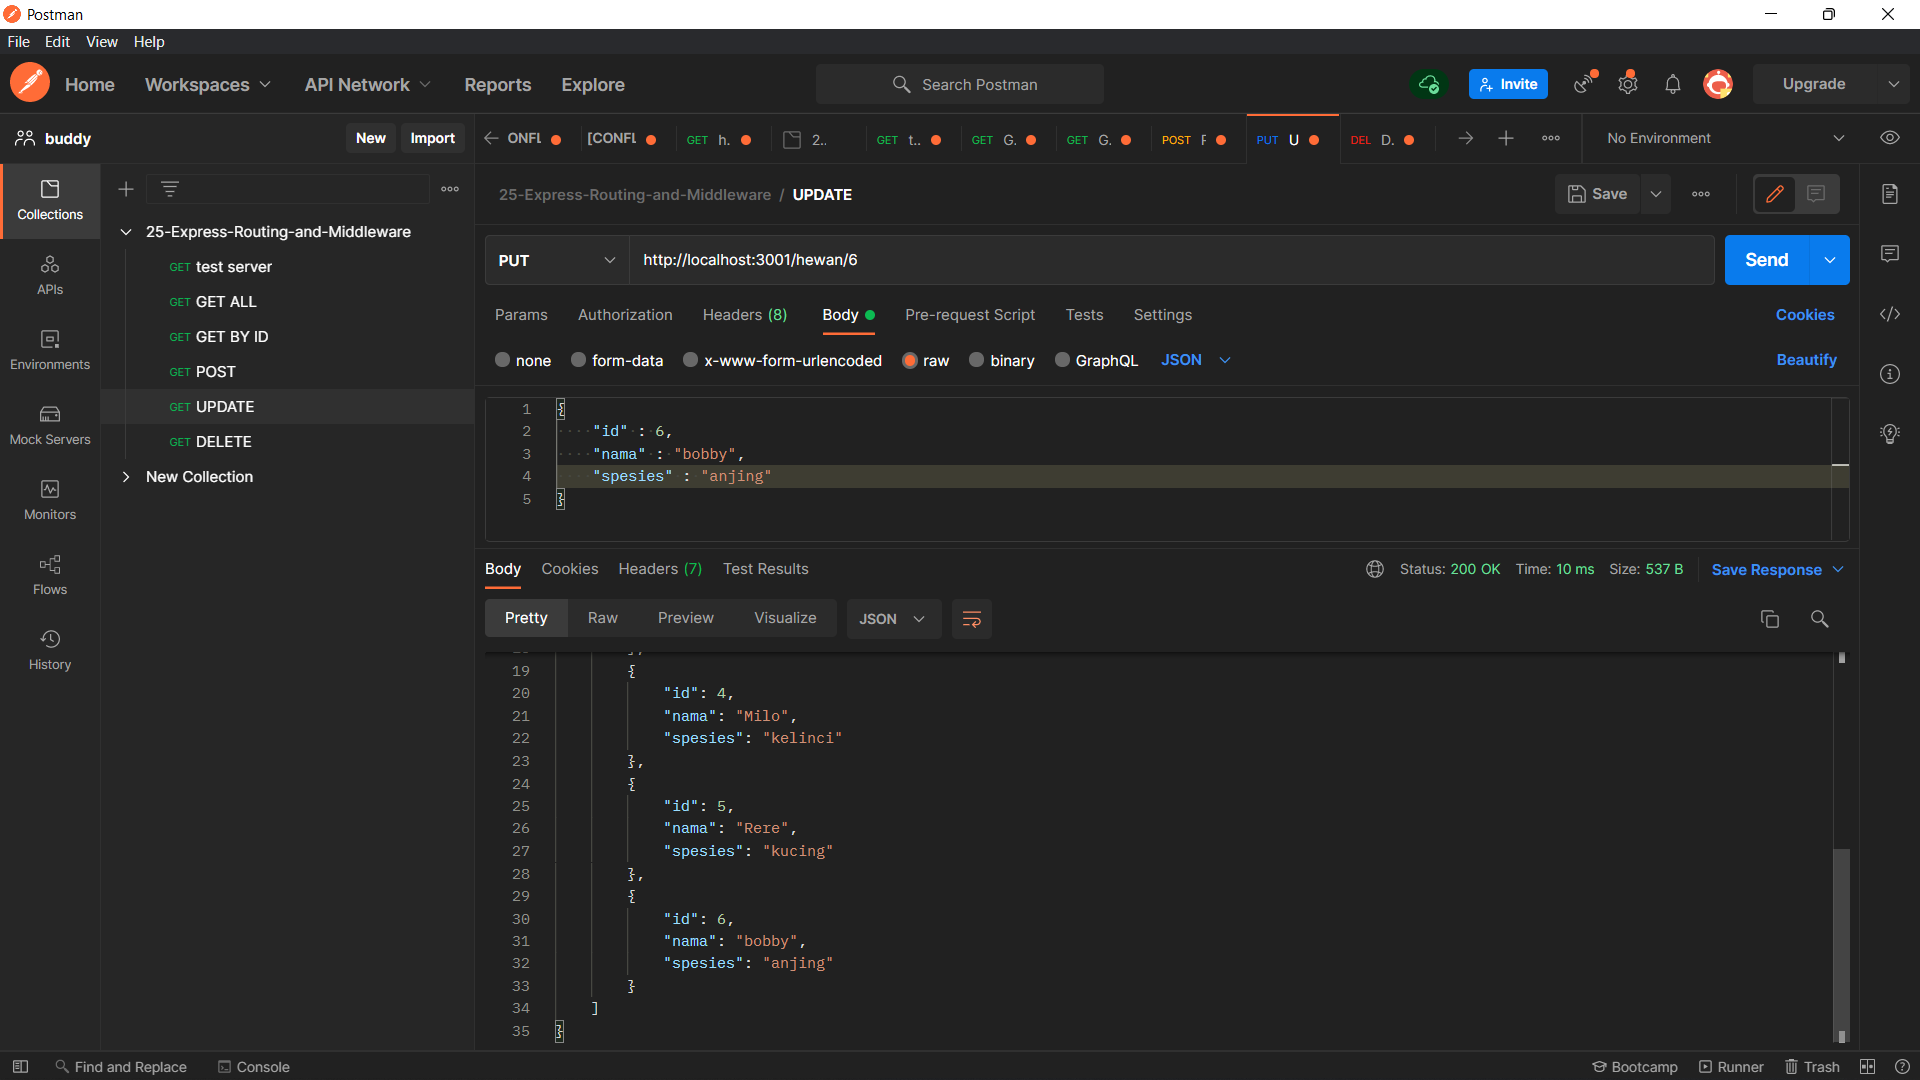 Postman
File Edit View Help
Home Workspaces API Network Reports Explore Search Postman Invite Upgrade
buddy New Import ONFL [CONFL GET h. 2.. GET t.. GET G. GET G. POST F PUT U DEL D. No Environment
25-Express-Routing-and-Middleware / UPDATE Save
Collections
APIs
Environments
Mock Servers
Monitors
Flows
History
25-Express-Routing-and-Middleware
GET test server
GET GET ALL
GET GET BY ID
GET POST
GET UPDATE
GET DELETE
New Collection
PUT http://localhost:3001/hewan/6 Send
Params Authorization Headers (8) Body Pre-request Script Tests Settings Cookies
none form-data x-www-form-urlencoded raw binary GraphQL JSON Beautify
1 {
2 "id" : 6,
3 "nama" : "bobby",
4 "spesies" : "anjing"
5 }
Body Cookies Headers (7) Test Results Status: 200 OK Time: 10 ms Size: 537 B Save Response
Pretty Raw Preview Visualize JSON
19 {
20 "id": 4,
21 "nama": "Milo",
22 "spesies": "kelinci"
23 },
24 {
25 "id": 5,
26 "nama": "Rere",
27 "spesies": "kucing"
28 },
29 {
30 "id": 6,
31 "nama": "bobby",
32 "spesies": "anjing"
33 }
34 ]
35 }
Find and Replace Console Bootcamp Runner Trash